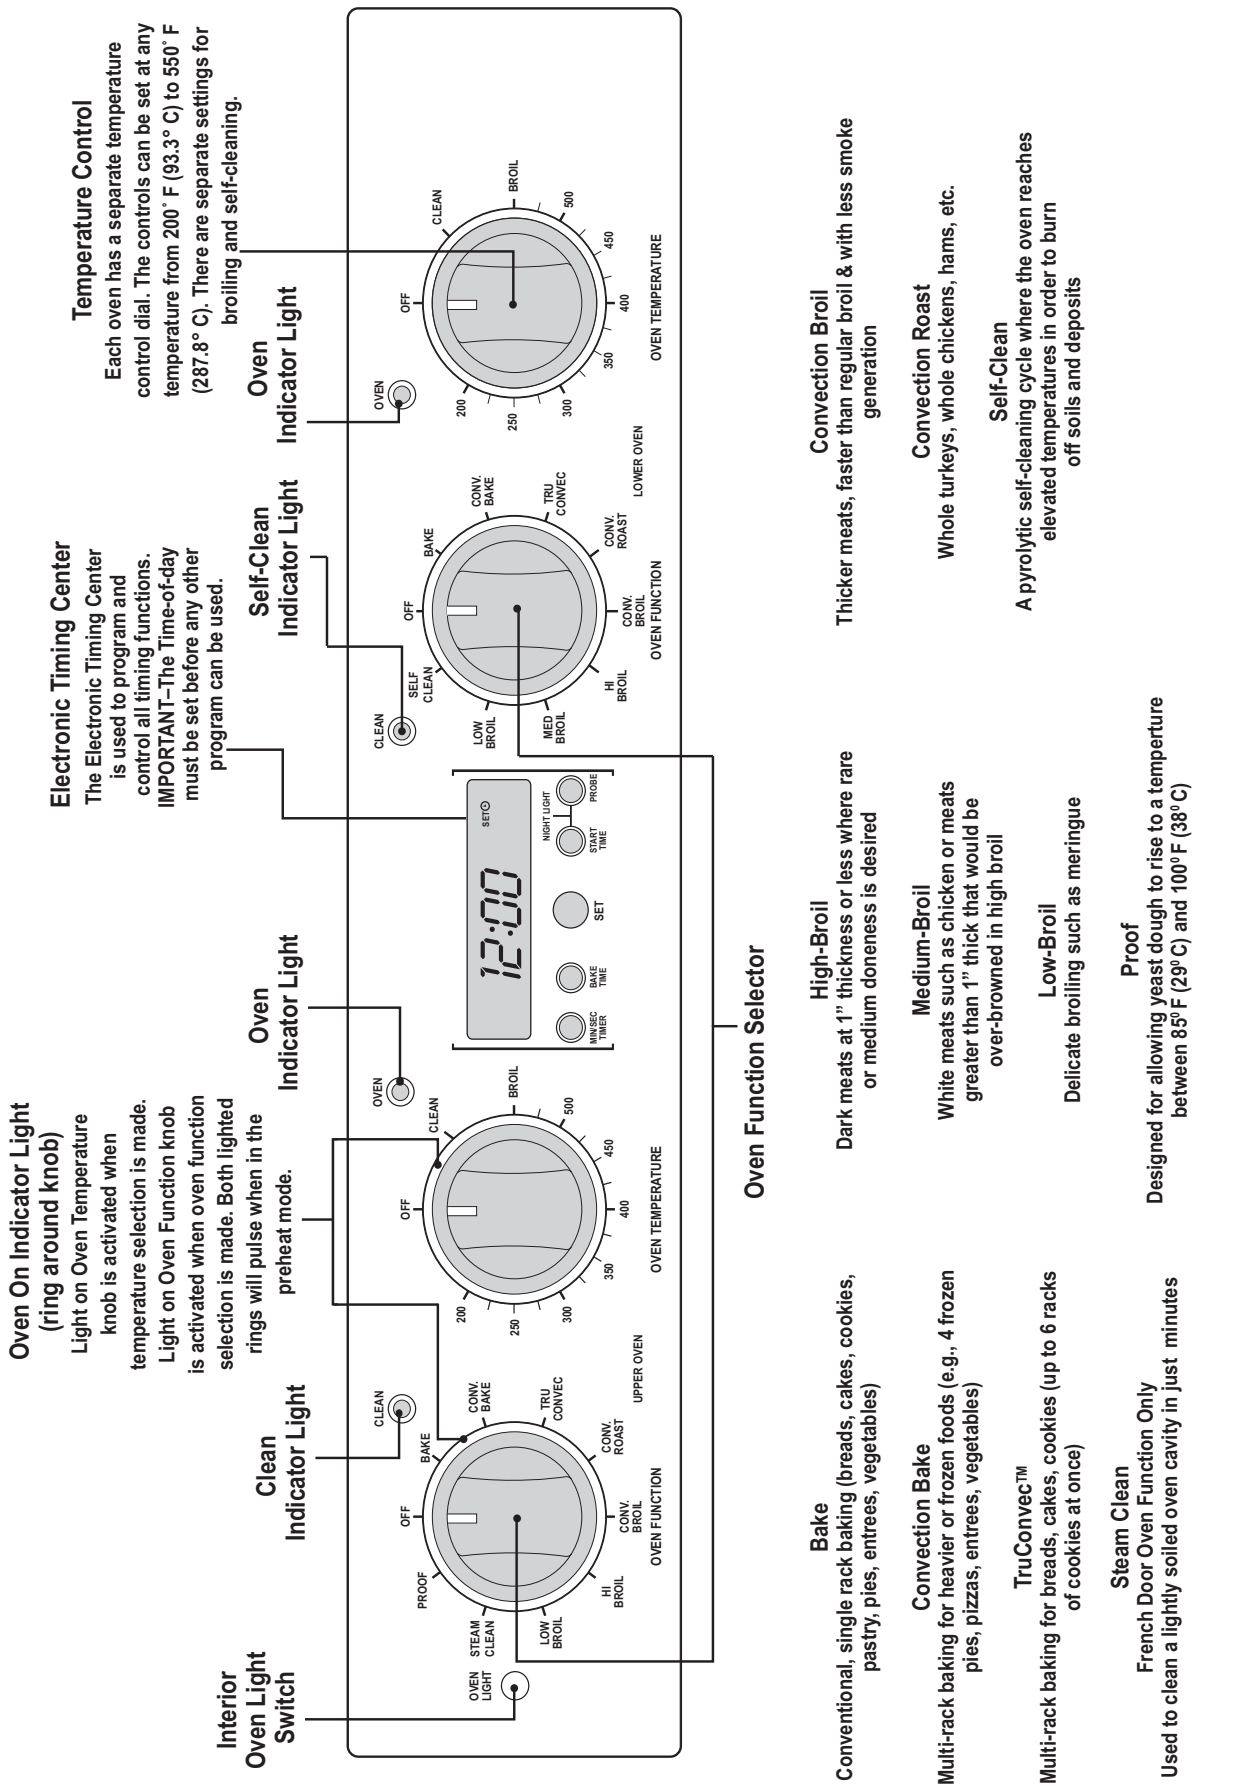 Interior
Oven Light
Switch
Clean
Indicator Light
Oven On Indicator Light
(ring around knob)
Light on Oven Temperature
knob is activated when
temperature selection is made.
Light on Oven Function knob
is activated when oven function
selection is made. Both lighted
rings will pulse when in the
preheat mode.
Oven
Indicator Light
Electronic Timing Center
The Electronic Timing Center
is used to program and
control all timing functions.
IMPORTANT–The Time-of-day
must be set before any other
program can be used.
Self-Clean
Indicator Light
Oven
Indicator Light
Temperature Control
Each oven has a separate temperature
control dial. The controls can be set at any
temperature from 200˚ F (93.3° C) to 550˚ F
(287.8° C). There are separate settings for
broiling and self-cleaning.
OVEN
LIGHT
OFF
BAKE
CONV.
BAKE
TRU
CONVEC
CONV.
ROAST
CONV.
BROIL
HI
BROIL
LOW
BROIL
STEAM
CLEAN
PROOF
OVEN FUNCTION
CLEAN
UPPER OVEN
OFF
CLEAN
BROIL
500
450
400
350
300
250
200
OVEN TEMPERATURE
OVEN
12:00
SET
MIN/SEC
TIMER
BAKE
TIME
SET
START
TIME
NIGHT LIGHT
PROBE
CLEAN
OFF
BAKE
CONV.
BAKE
TRU
CONVEC
CONV.
ROAST
CONV.
BROIL
HI
BROIL
MED
BROIL
LOW
BROIL
SELF
CLEAN
OVEN FUNCTION
LOWER OVEN
OVEN
OFF
CLEAN
BROIL
500
450
400
350
300
250
200
OVEN TEMPERATURE
Oven Function Selector
Bake
Conventional, single rack baking (breads, cakes, cookies,
pastry, pies, entrees, vegetables)
Convection Bake
Multi-rack baking for heavier or frozen foods (e.g., 4 frozen
pies, pizzas, entrees, vegetables)
TruConvec™
Multi-rack baking for breads, cakes, cookies (up to 6 racks
of cookies at once)
Steam Clean
French Door Oven Function Only
Used to clean a lightly soiled oven cavity in just minutes
High-Broil
Dark meats at 1” thickness or less where rare
or medium doneness is desired
Medium-Broil
White meats such as chicken or meats
greater than 1” thick that would be
over-browned in high broil
Low-Broil
Delicate broiling such as meringue
Proof
Designed for allowing yeast dough to rise to a temperture
between 85⁰ F (29⁰ C) and 100⁰ F (38⁰ C)
Convection Broil
Thicker meats, faster than regular broil & with less smoke
generation
Convection Roast
Whole turkeys, whole chickens, hams, etc.
Self-Clean
A pyrolytic self-cleaning cycle where the oven reaches
elevated temperatures in order to burn
off soils and deposits